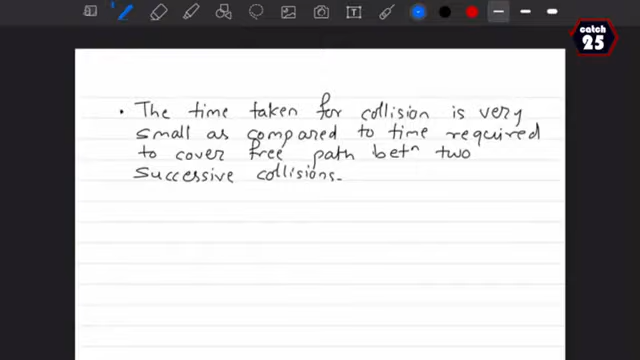 catch
25
• The time taken for collision is very
small as compared to time required
to cover free path betⁿ two
successive collisions.